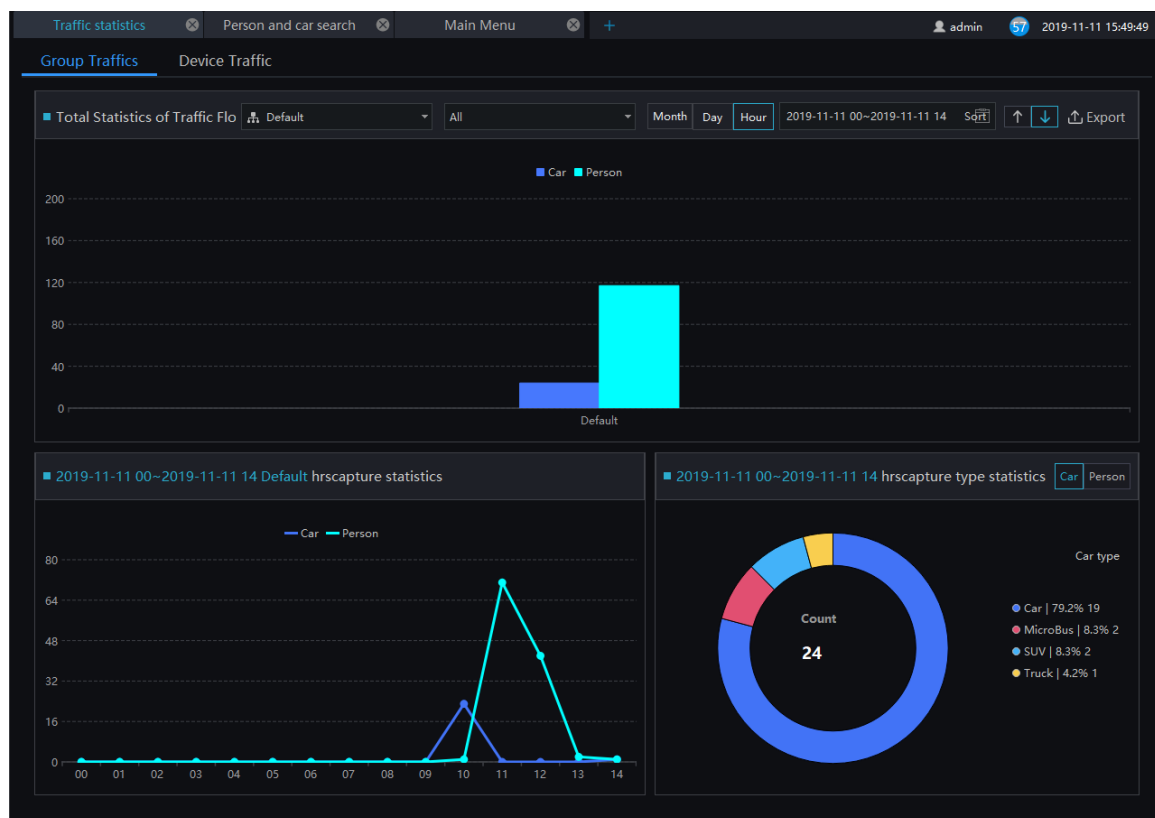 Traffic statistics Person and car search Main Menu + admin 57 2019-11-11 15:49:49
Group Traffics Device Traffic
Total Statistics of Traffic Flo Default All Month Day Hour 2019-11-11 00~2019-11-11 14 Sort ↑ ↓ Export
Car Person
200
160
120
80
40
0
Default
2019-11-11 00~2019-11-11 14 Default hrscapture statistics
Car Person
80
64
48
32
16
0
00 01 02 03 04 05 06 07 08 09 10 11 12 13 14
2019-11-11 00~2019-11-11 14 hrscapture type statistics Car Person
Car type
Count
24
Car | 79.2% 19
MicroBus | 8.3% 2
SUV | 8.3% 2
Truck | 4.2% 1